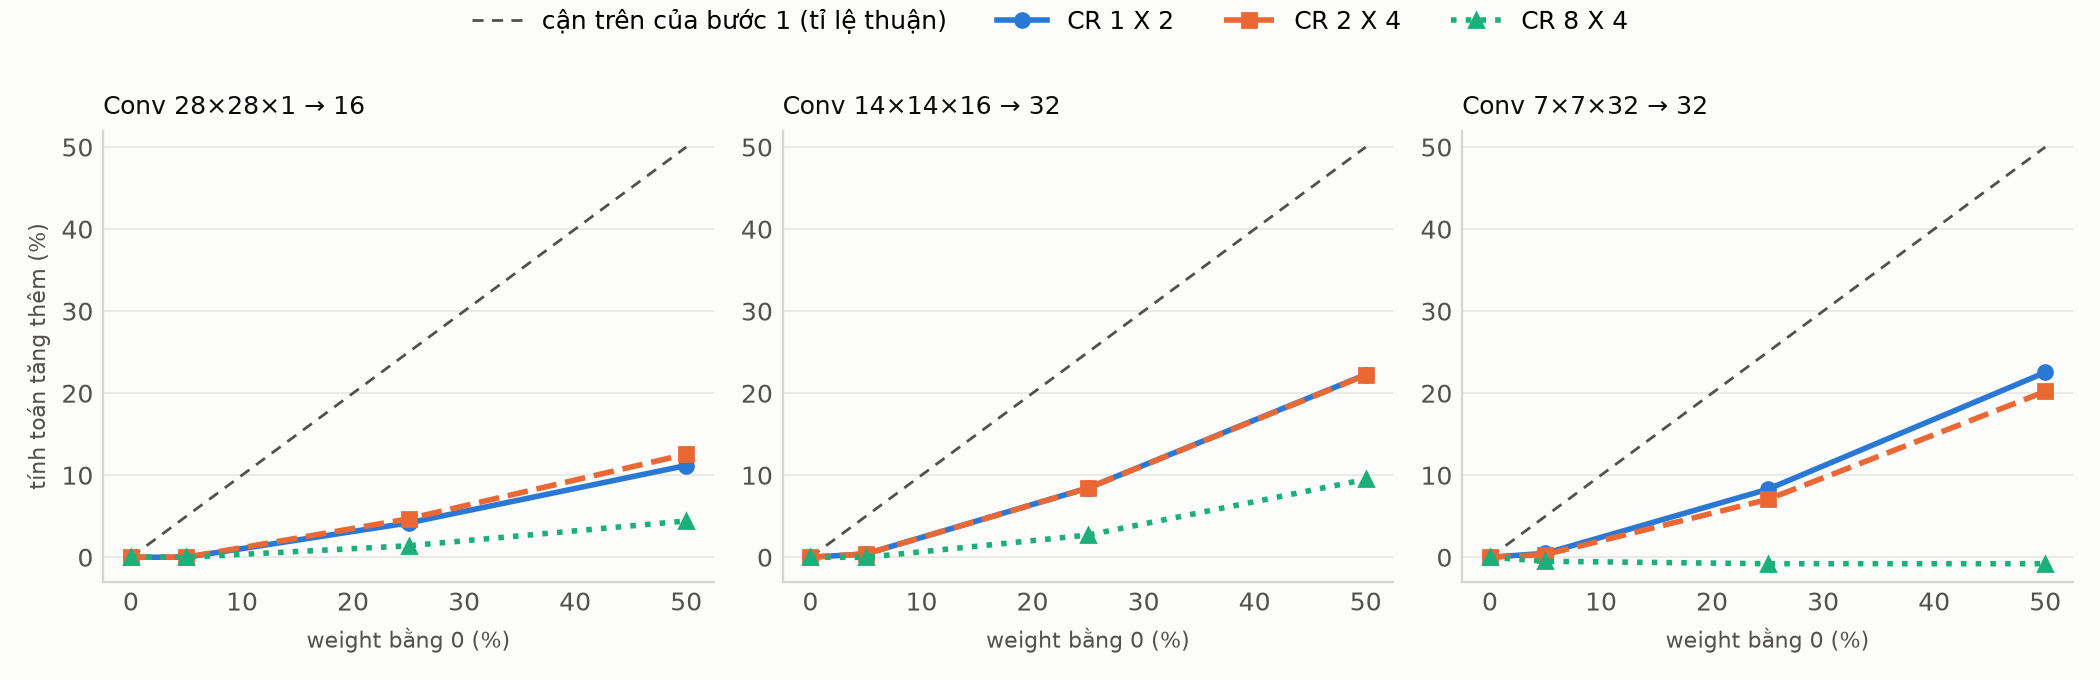 cận trên của bước 1 (tỉ lệ thuận) CR 1 X 2 CR 2 X 4 CR 8 X 4
Conv 28×28×1 → 16
Conv 14×14×16 → 32
Conv 7×7×32 → 32
tính toán tăng thêm (%)
50
40
30
20
10
0
0 10 20 30 40 50
weight bằng 0 (%)
50
40
30
20
10
0
0 10 20 30 40 50
weight bằng 0 (%)
50
40
30
20
10
0
0 10 20 30 40 50
weight bằng 0 (%)